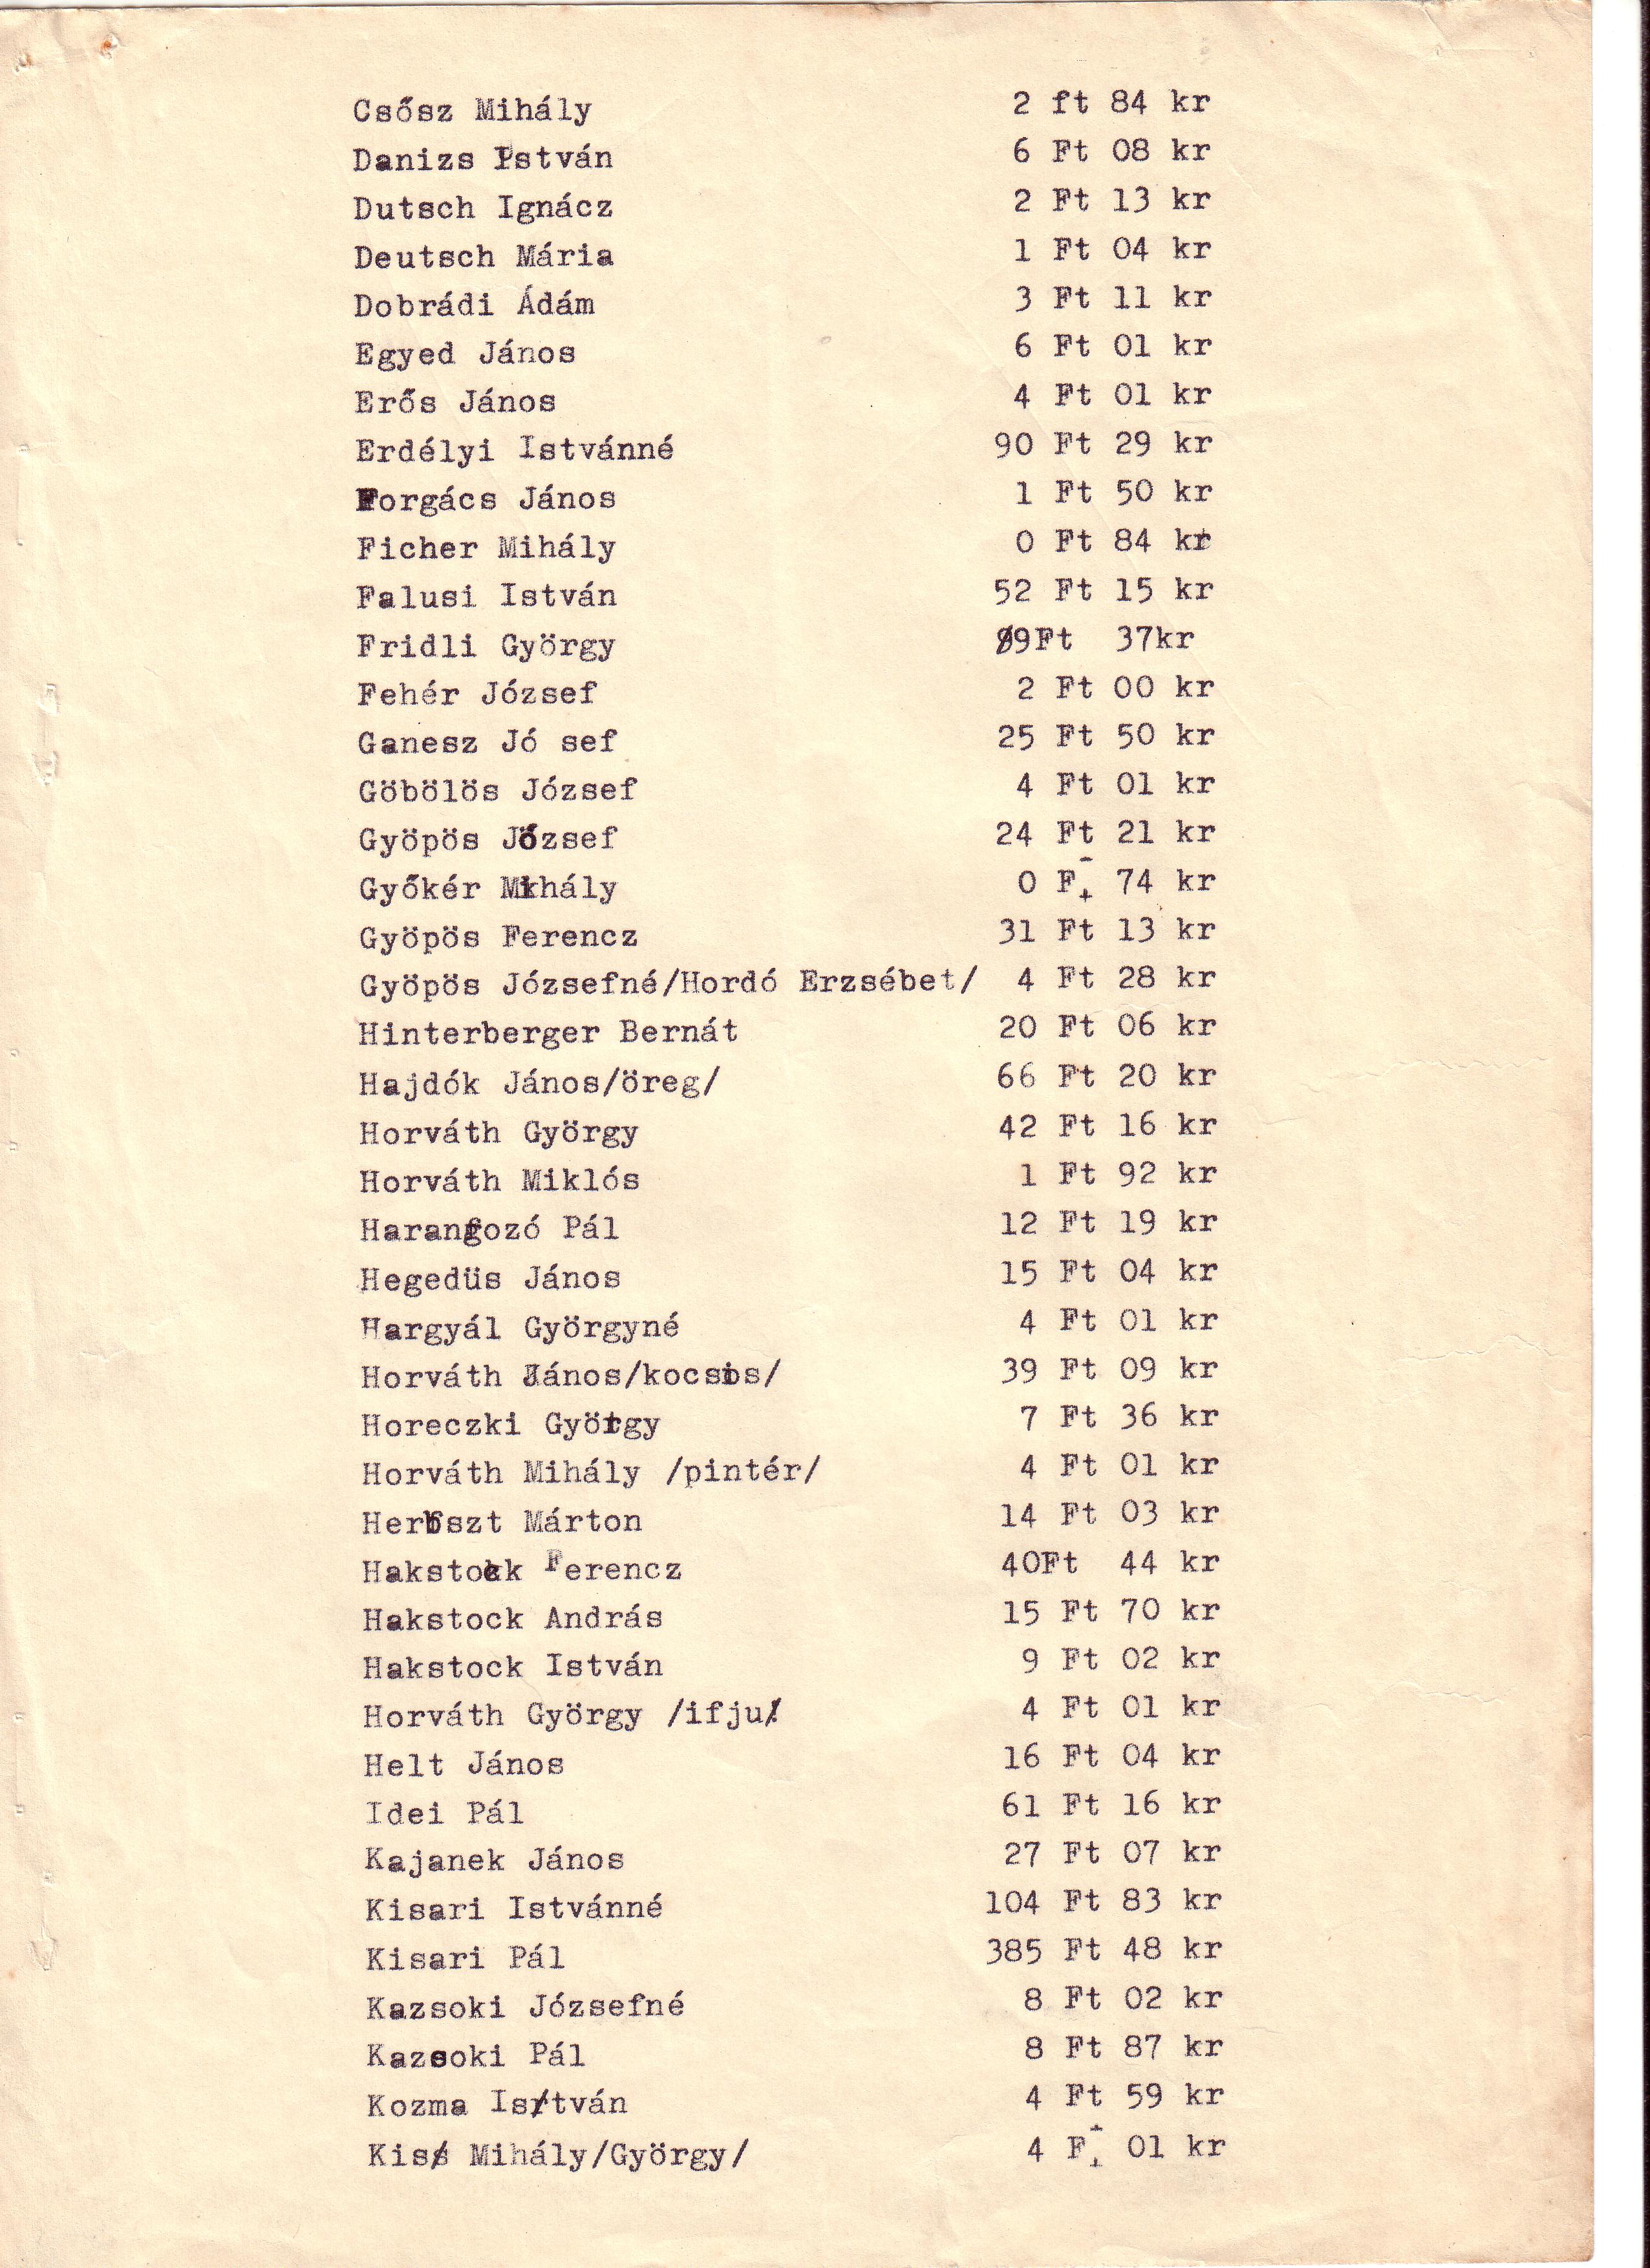 Csősz Mihály 2 ft 84 kr
Danizs István 6 Ft 08 kr
Dutsch Ignácz 2 Ft 13 kr
Deutsch Mária 1 Ft 04 kr
Dobrádi Ádám 3 Ft 11 kr
Egyed János 6 Ft 01 kr
Erős János 4 Ft 01 kr
Erdélyi Istvánné 90 Ft 29 kr
Forgács János 1 Ft 50 kr
Ficher Mihály 0 Ft 84 kr
Falusi István 52 Ft 15 kr
Fridli György 9Ft 37kr
Fehér József 2 Ft 00 kr
Ganesz Jó sef 25 Ft 50 kr
Göbölös József 4 Ft 01 kr
Gyöpös József 24 Ft 21 kr
Győkér Mihály 0 Ft 74 kr
Gyöpös Ferencz 31 Ft 13 kr
Gyöpös Józsefné/Hordó Erzsébet/ 4 Ft 28 kr
Hinterberger Bernát 20 Ft 06 kr
Hajdók János/öreg/ 66 Ft 20 kr
Horváth György 42 Ft 16 kr
Horváth Miklós 1 Ft 92 kr
Harangozó Pál 12 Ft 19 kr
Hegedüs János 15 Ft 04 kr
Hargyál Györgyné 4 Ft 01 kr
Horváth János/kocsis/ 39 Ft 09 kr
Horeczki György 7 Ft 36 kr
Horváth Mihály /pintér/ 4 Ft 01 kr
Herbszt Márton 14 Ft 03 kr
Hakstock Ferencz 40Ft 44 kr
Hakstock András 15 Ft 70 kr
Hakstock István 9 Ft 02 kr
Horváth György /ifju/ 4 Ft 01 kr
Helt János 16 Ft 04 kr
Idei Pál 61 Ft 16 kr
Kajanek János 27 Ft 07 kr
Kisari Istvánné 104 Ft 83 kr
Kisari Pál 385 Ft 48 kr
Kazsoki Józsefné 8 Ft 02 kr
Kazsoki Pál 8 Ft 87 kr
Kozma István 4 Ft 59 kr
Kis Mihály/György/ 4 Ft 01 kr